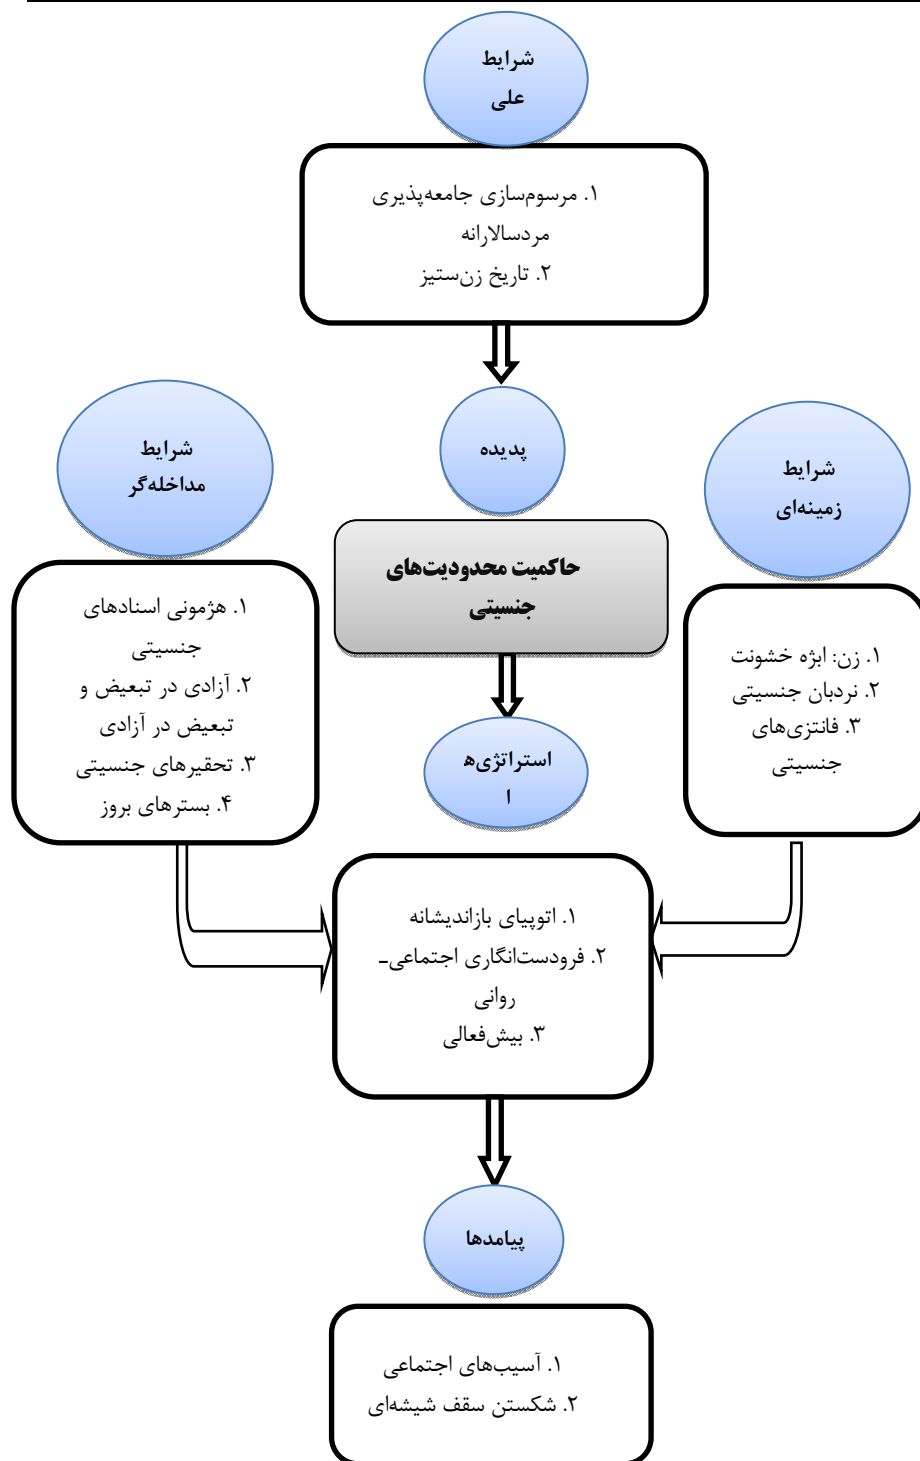 شرایط
علی
۱. مرسوم‌سازی جامعه‌پذیری
مردسالارانه
۲. تاریخ زن‌ستیز
پدیده
حاکمیت محدودیت‌های
جنسیتی
شرایط
زمینه‌ای
۱. زن: ابژه خشونت
۲. نردبان جنسیتی
۳. فانتزی‌های
جنسیتی
شرایط
مداخله‌گر
۱. هژمونی اسنادهای
جنسیتی
۲. آزادی در تبعیض و
تبعیض در آزادی
۳. تحقیرهای جنسیتی
۴. بسترهای بروز
استراتژی‌ه
ا
۱. اتوپیای بازاندیشانه
۲. فرودست‌انگاری اجتماعی-
روانی
۳. بیش‌فعالی
پیامدها
۱. آسیب‌های اجتماعی
۲. شکستن سقف شیشه‌ای